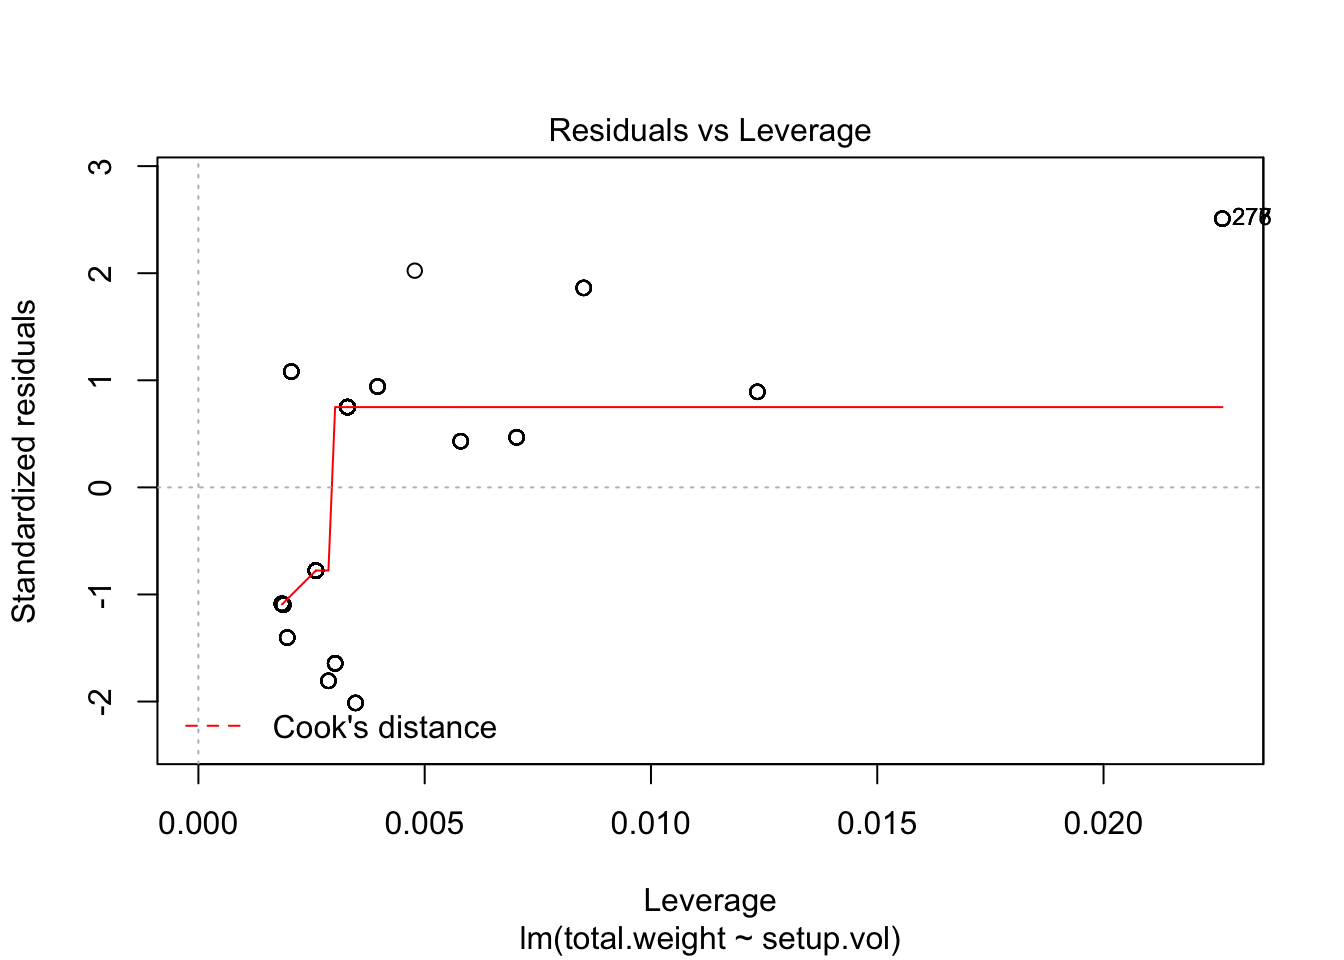 Residuals vs Leverage
3
2
1
0
-1
-2
Standardized residuals
Cook's distance
0.000 0.005 0.010 0.015 0.020
Leverage
lm(total.weight ~ setup.vol)